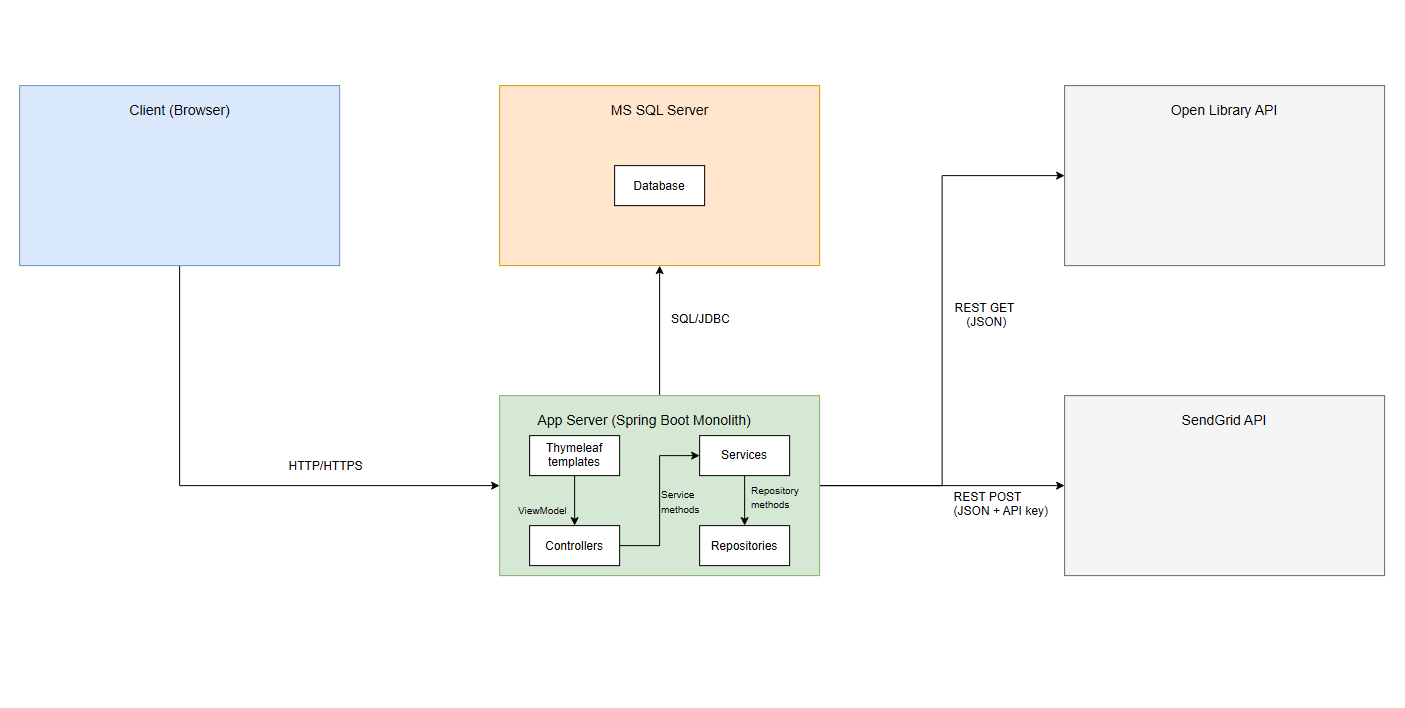 Client (Browser)
MS SQL Server
Open Library API
Database
SQL/JDBC
REST GET
(JSON)
App Server (Spring Boot Monolith)
SendGrid API
Thymeleaf
templates
Services
HTTP/HTTPS
Service
methods
Repository
methods
REST POST
(JSON + API key)
ViewModel
Controllers
Repositories